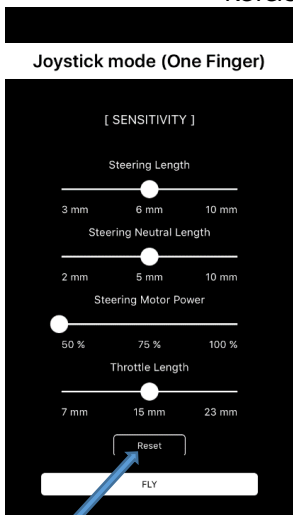 Joystick mode (One Finger)
[ SENSITIVITY ]
Steering Length
3 mm 6 mm 10 mm
Steering Neutral Length
2 mm 5 mm 10 mm
Steering Motor Power
50 % 75 % 100 %
Throttle Length
7 mm 15 mm 23 mm
Reset
FLY